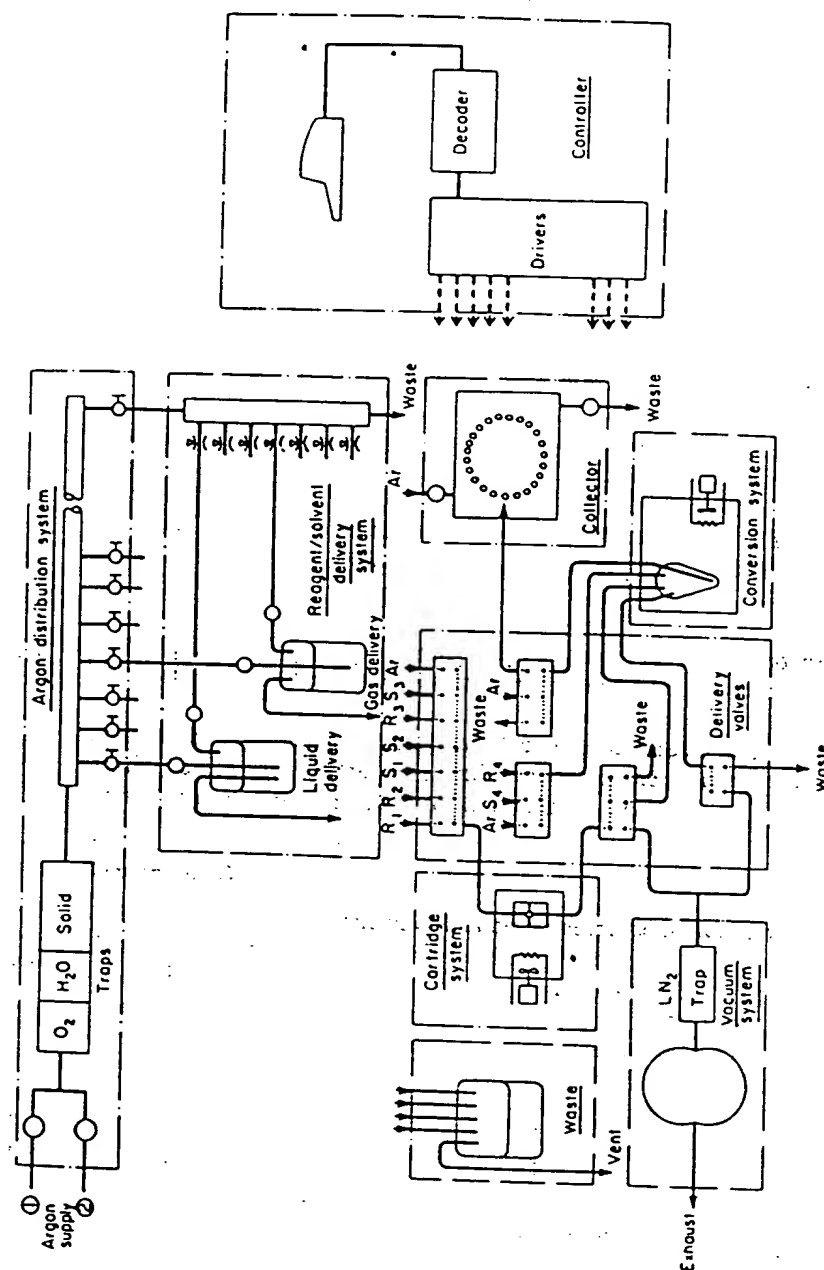 ① Argon
② supply
O₂
H₂O
Solid
Traps
Argon distribution system
Liquid
delivery
Gas delivery
Reagent/solvent
delivery
system
Waste
Waste
Vent
Cartridge
system
R₁ R₂ S₁ S₂ R₃ S₃ Ar
Waste
Ar S₄ R₄
Ar
Waste
Delivery
valves
Waste
Ar
Collector
Waste
Conversion system
Exhaust
LN₂
Trap
Vacuum
system
Decoder
Drivers
Controller